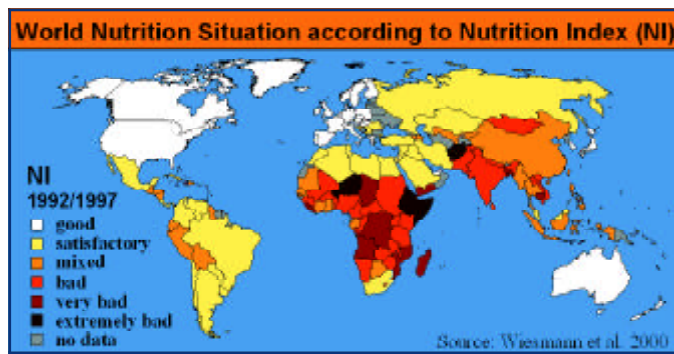 World Nutrition Situation according to Nutrition Index (NI)
NI
1992/1997
good
satisfactory
mixed
bad
very bad
extremely bad
no data
Source: Wiesmann et al. 2000